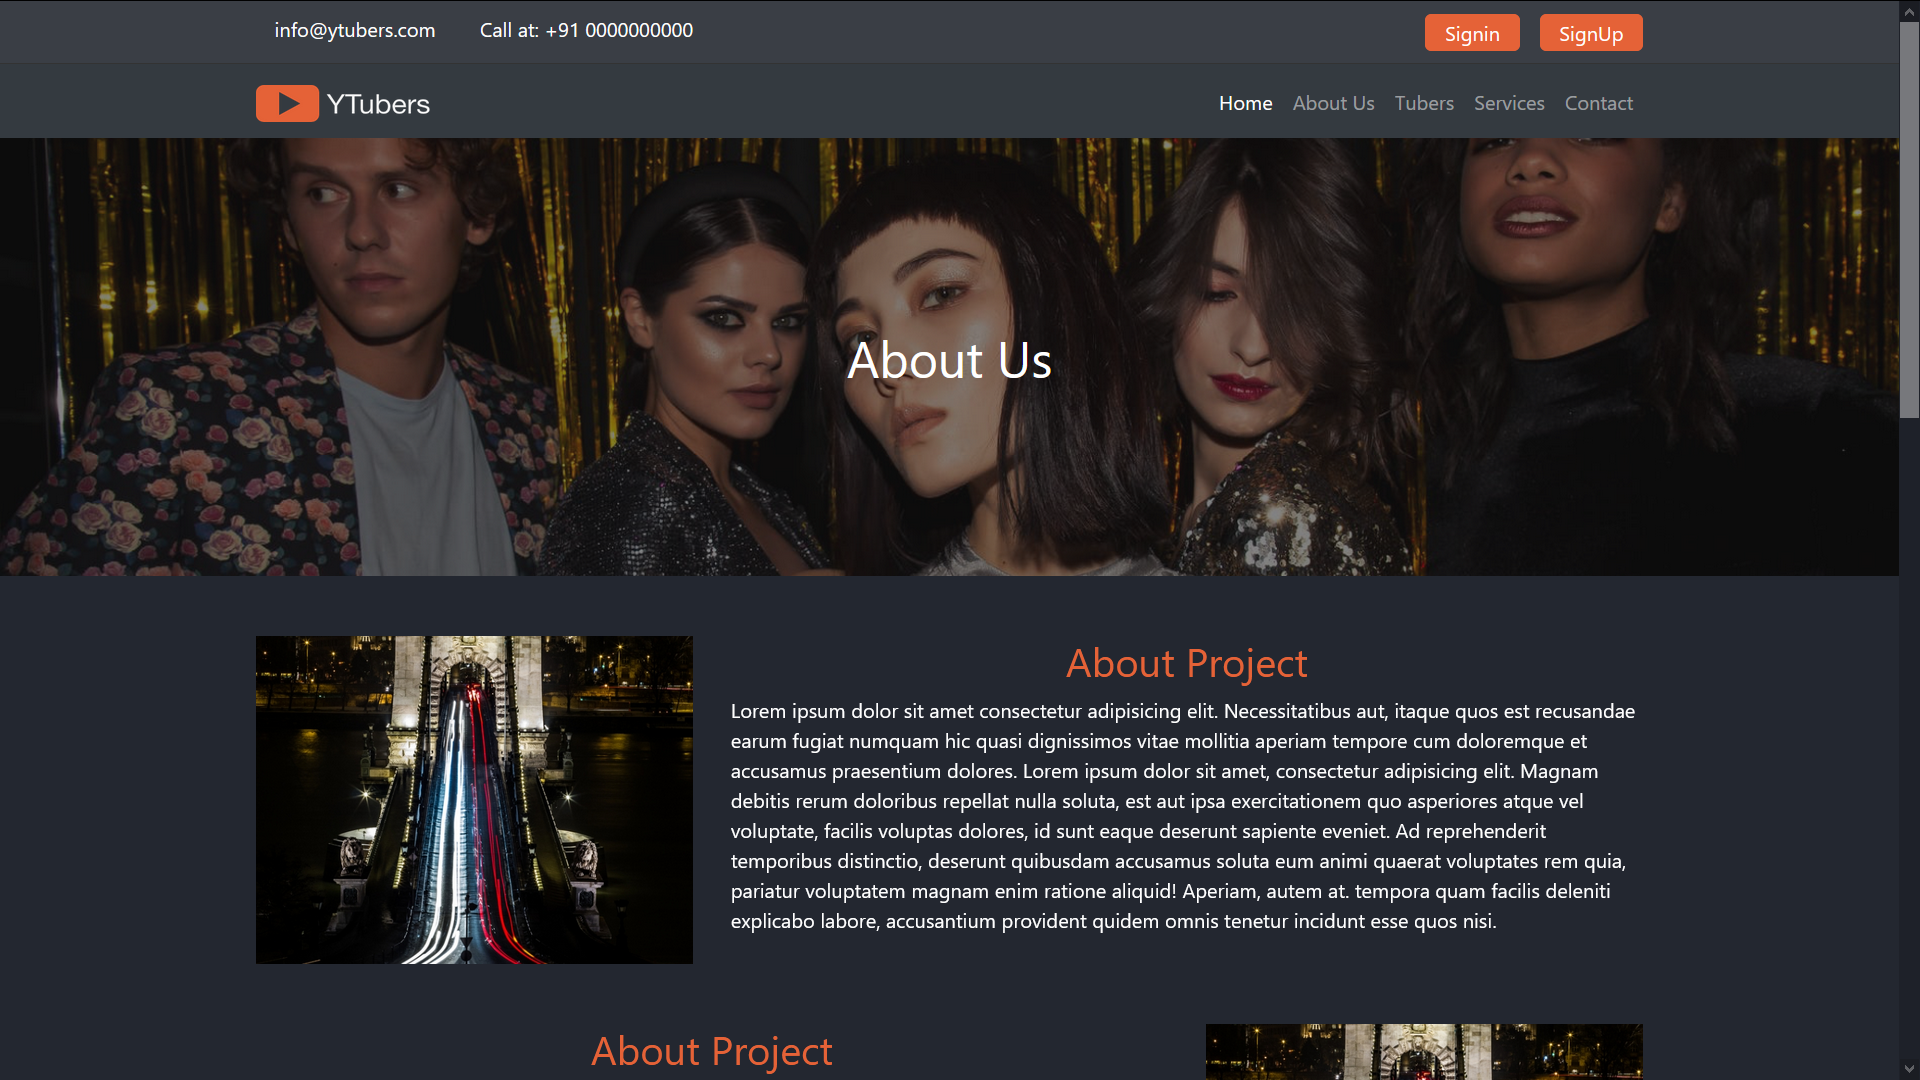 info@ytubers.com Call at: +91 0000000000 Signin SignUp
YTubers Home About Us Tubers Services Contact
About Us
About Project
Lorem ipsum dolor sit amet consectetur adipisicing elit. Necessitatibus aut, itaque quos est recusandae
earum fugiat numquam hic quasi dignissimos vitae mollitia aperiam tempore cum doloremque et
accusamus praesentium dolores. Lorem ipsum dolor sit amet, consectetur adipisicing elit. Magnam
debitis rerum doloribus repellat nulla soluta, est aut ipsa exercitationem quo asperiores atque vel
voluptate, facilis voluptas dolores, id sunt eaque deserunt sapiente eveniet. Ad reprehenderit
temporibus distinctio, deserunt quibusdam accusamus soluta eum animi quaerat voluptates rem quia,
pariatur voluptatem magnam enim ratione aliquid! Aperiam, autem at. tempora quam facilis deleniti
explicabo labore, accusantium provident quidem omnis tenetur incidunt esse quos nisi.
About Project